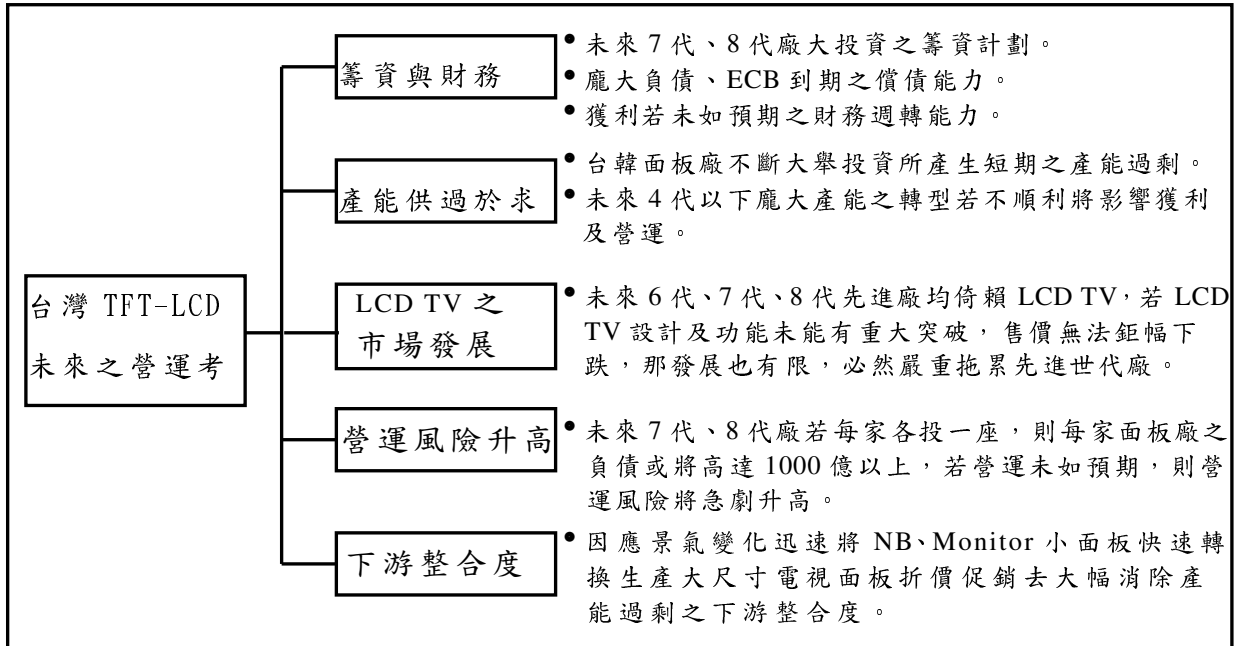 台灣 TFT-LCD
未來之營運考
籌資與財務
•未來 7 代、8 代廠大投資之籌資計劃。
•龐大負債、ECB 到期之償債能力。
•獲利若未如預期之財務週轉能力。
產能供過於求
•台韓面板廠不斷大舉投資所產生短期之產能過剩。
•未來 4 代以下龐大產能之轉型若不順利將影響獲利
及營運。
LCD TV 之
市場發展
•未來 6 代、7 代、8 代先進廠均倚賴 LCD TV,若 LCD
TV 設計及功能未能有重大突破,售價無法鉅幅下
跌,那發展也有限,必然嚴重拖累先進世代廠。
營運風險升高
•未來 7 代、8 代廠若每家各投一座,則每家面板廠之
負債或將高達 1000 億以上,若營運未如預期,則營
運風險將急劇升高。
下游整合度
•因應景氣變化迅速將 NB、Monitor 小面板快速轉
換生產大尺寸電視面板折價促銷去大幅消除產
能過剩之下游整合度。